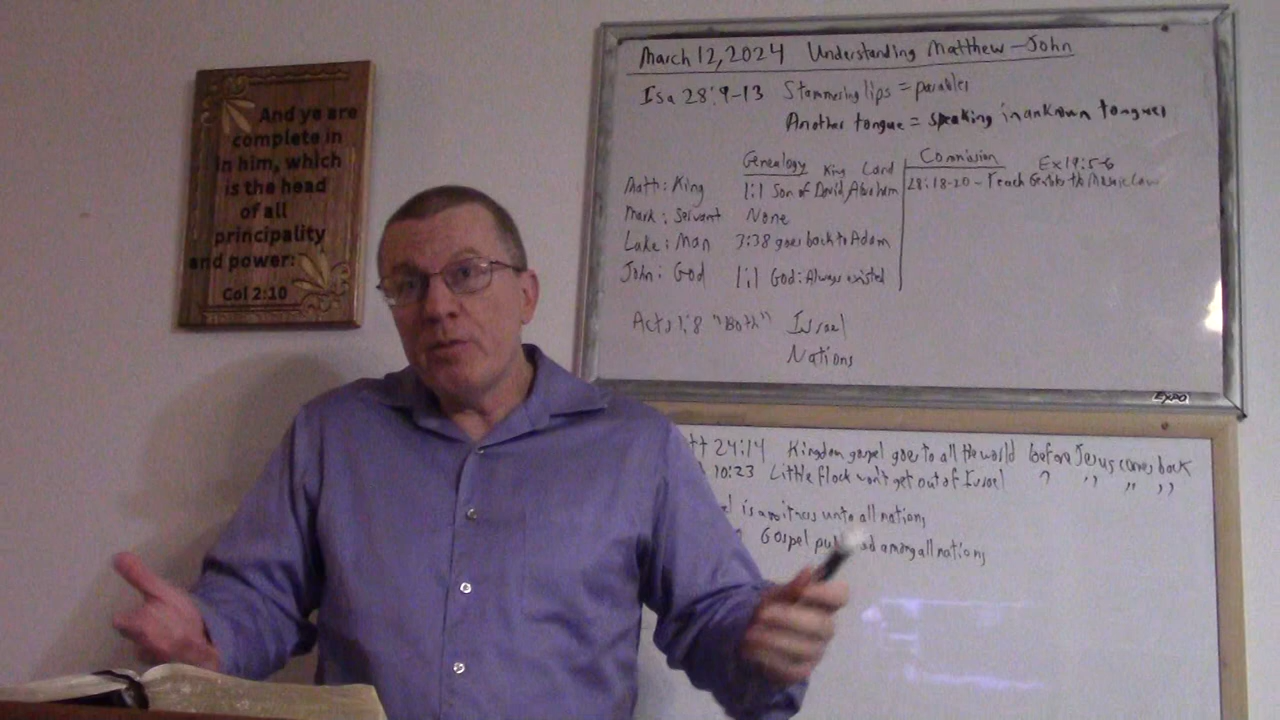 And ye are
complete in
in him, which
is the head
of all
principality
and power:
Col 2:10
March 12, 2024 Understanding Matthew - John
Isa 28:9-13 Stammering lips = parables
Another tongue = speaking in unknown tongues
Genealogy King Land Commission Ex 19:5-6
Matt: King 1:1 Son of David, Abraham 28:18-20 - Teach Gentiles the Mosaic Law
Mark: Servant None
Luke: Man 3:38 goes back to Adam
John: God 1:1 God: Always existed
Acts 1:8 "Both" Israel
Nations
EXPO
tt 24:14 Kingdom gospel goes to all the world before Jesus comes back
10:23 Little flock won't get out of Israel " " " "
el is a witness unto all nations
Gospel among all nations